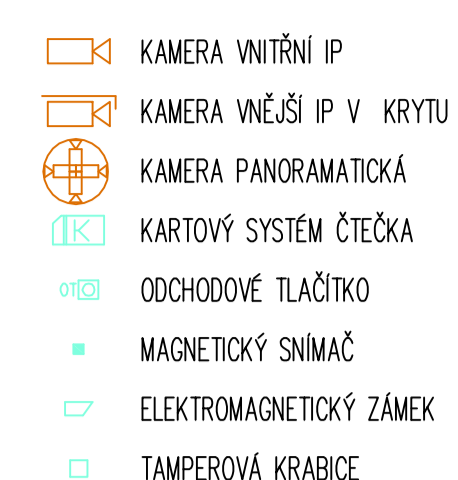 KAMERA VNITŘNÍ IP
KAMERA VNĚJŠÍ IP V KRYTU
KAMERA PANORAMATICKÁ
K KARTOVÝ SYSTÉM ČTEČKA
OT ODCHODOVÉ TLAČÍTKO
MAGNETICKÝ SNÍMAČ
ELEKTROMAGNETICKÝ ZÁMEK
TAMPEROVÁ KRABICE